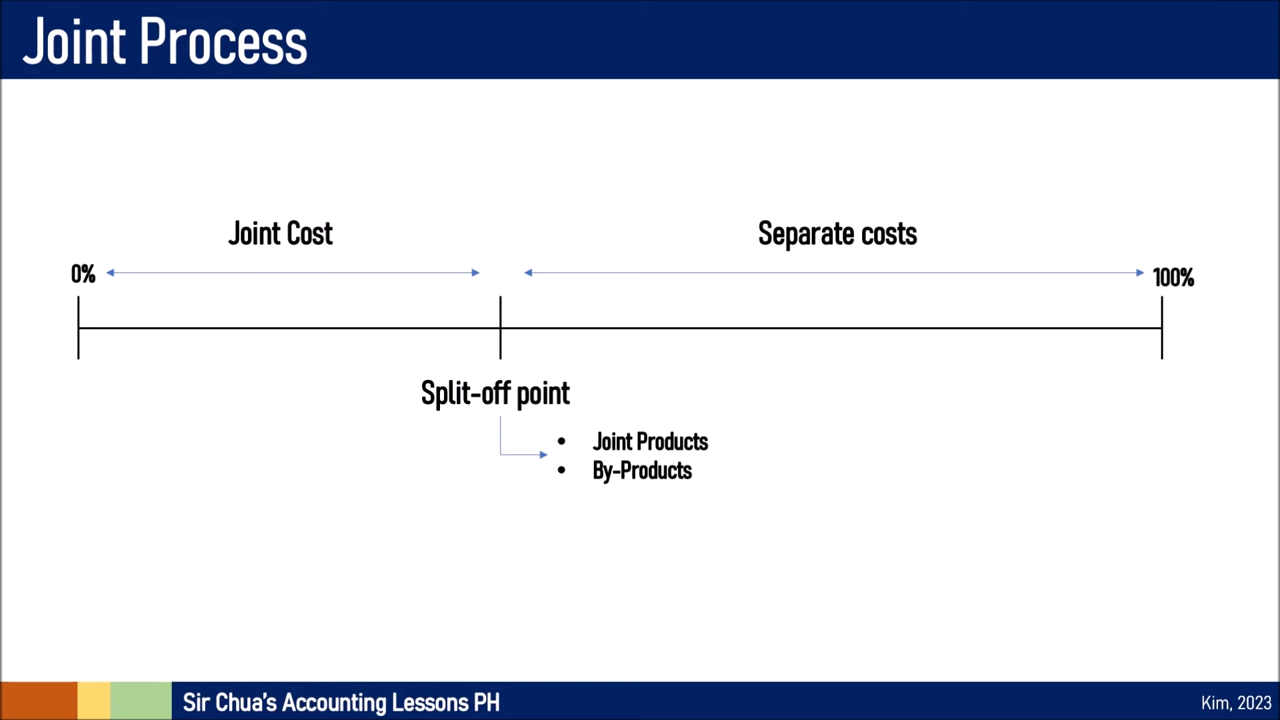 Joint Process
Joint Cost
Separate costs
0%
100%
Split-off point
• Joint Products
• By-Products
Sir Chua's Accounting Lessons PH
Kim, 2023